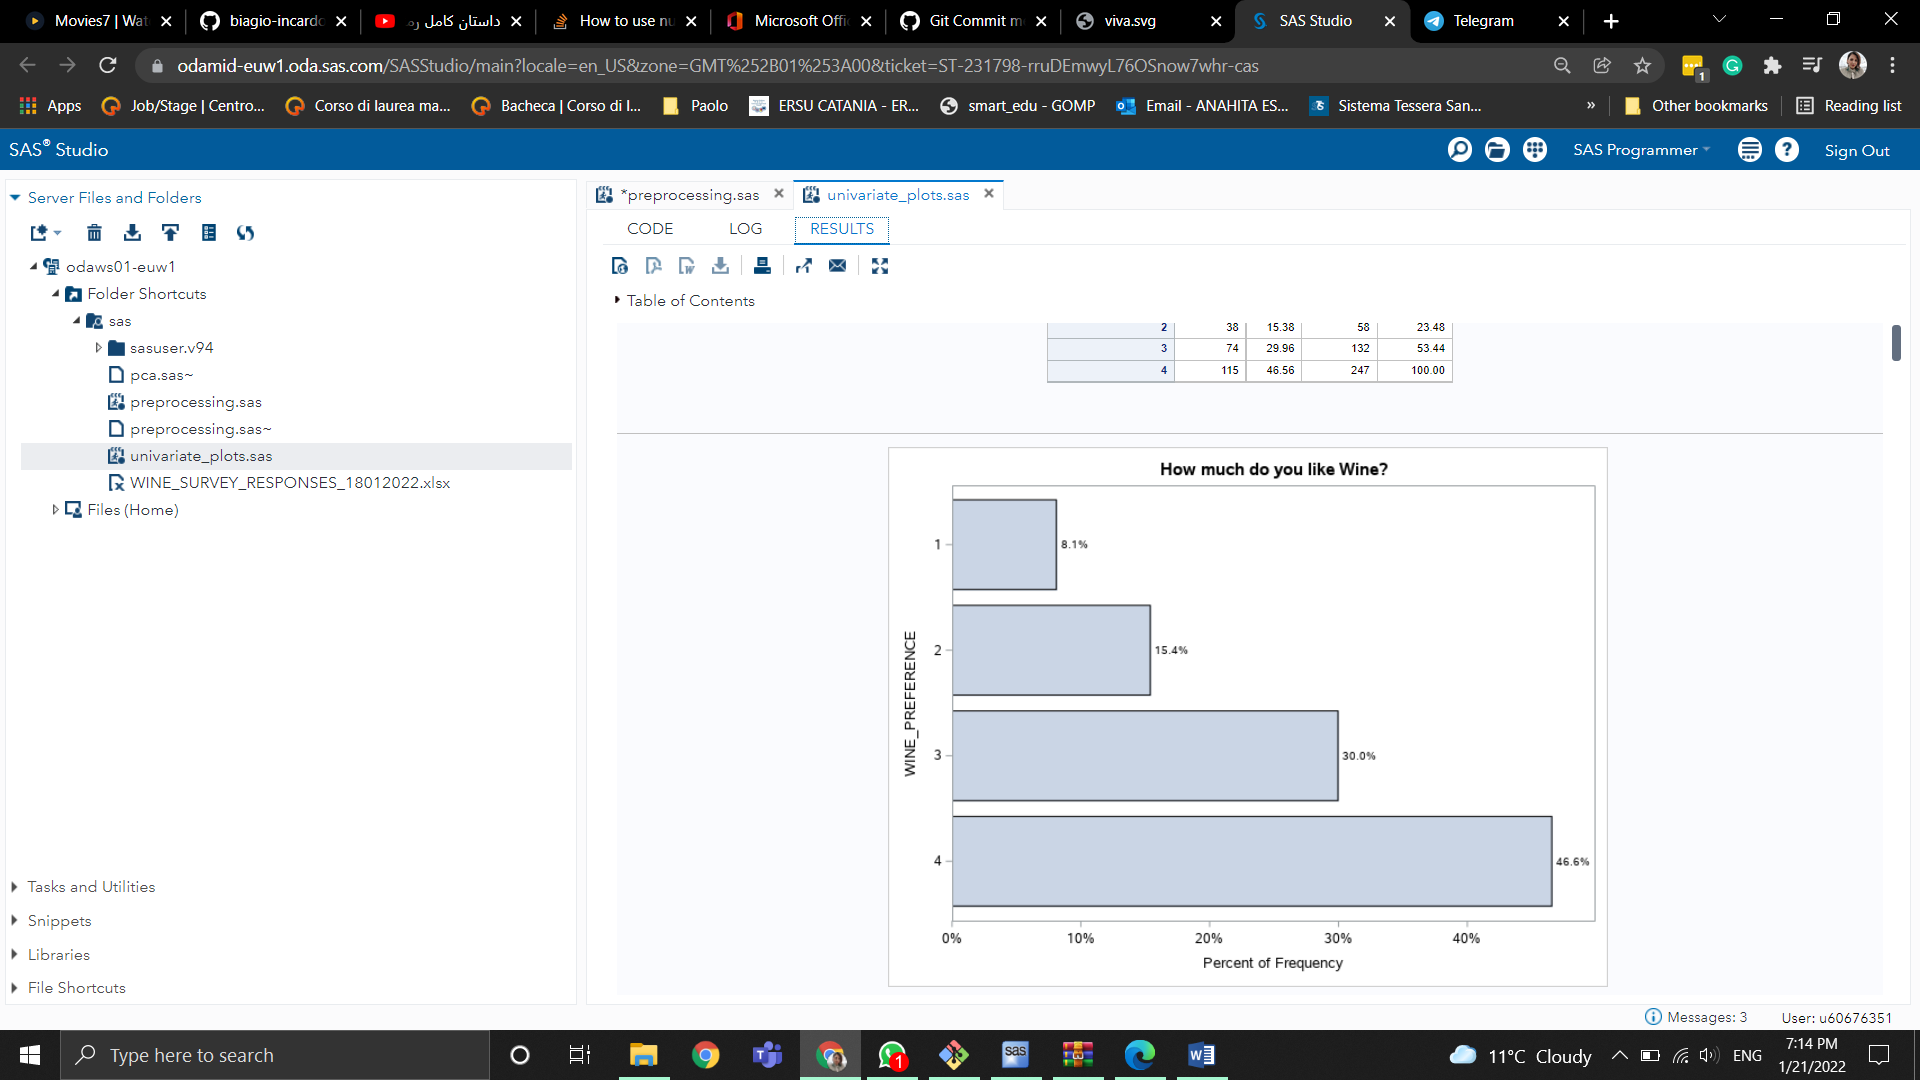 Movies7 | Wat
biagio-incardo
داستان کامل رم
How to use nu
Microsoft Offi
Git Commit m
viva.svg
SAS Studio
Telegram
odamid-euw1.oda.sas.com/SASStudio/main?locale=en_US&zone=GMT%252B01%253A00&ticket=ST-231798-rruDEmwyL76OSnow7whr-cas
1
Apps
Job/Stage | Centro...
Corso di laurea ma...
Bacheca | Corso di l...
Paolo
ERSU CATANIA - ER...
smart_edu - GOMP
Email - ANAHITA ES...
Sistema Tessera San...
»
Other bookmarks
Reading list
SAS® Studio
SAS Programmer
Sign Out
Server Files and Folders
odaws01-euw1
Folder Shortcuts
sas
sasuser.v94
pca.sas~
preprocessing.sas
preprocessing.sas~
univariate_plots.sas
WINE_SURVEY_RESPONSES_18012022.xlsx
Files (Home)
Tasks and Utilities
Snippets
Libraries
File Shortcuts
*preprocessing.sas
univariate_plots.sas
CODE LOG RESULTS
Table of Contents
2 38 15.38 58 23.48
3 74 29.96 132 53.44
4 115 46.56 247 100.00
How much do you like Wine?
WINE_PREFERENCE
1 8.1%
2 15.4%
3 30.0%
4 46.6%
0% 10% 20% 30% 40%
Percent of Frequency
Messages: 3
User: u60676351
Type here to search
1
sas
11°C Cloudy
ENG
7:14 PM
1/21/2022